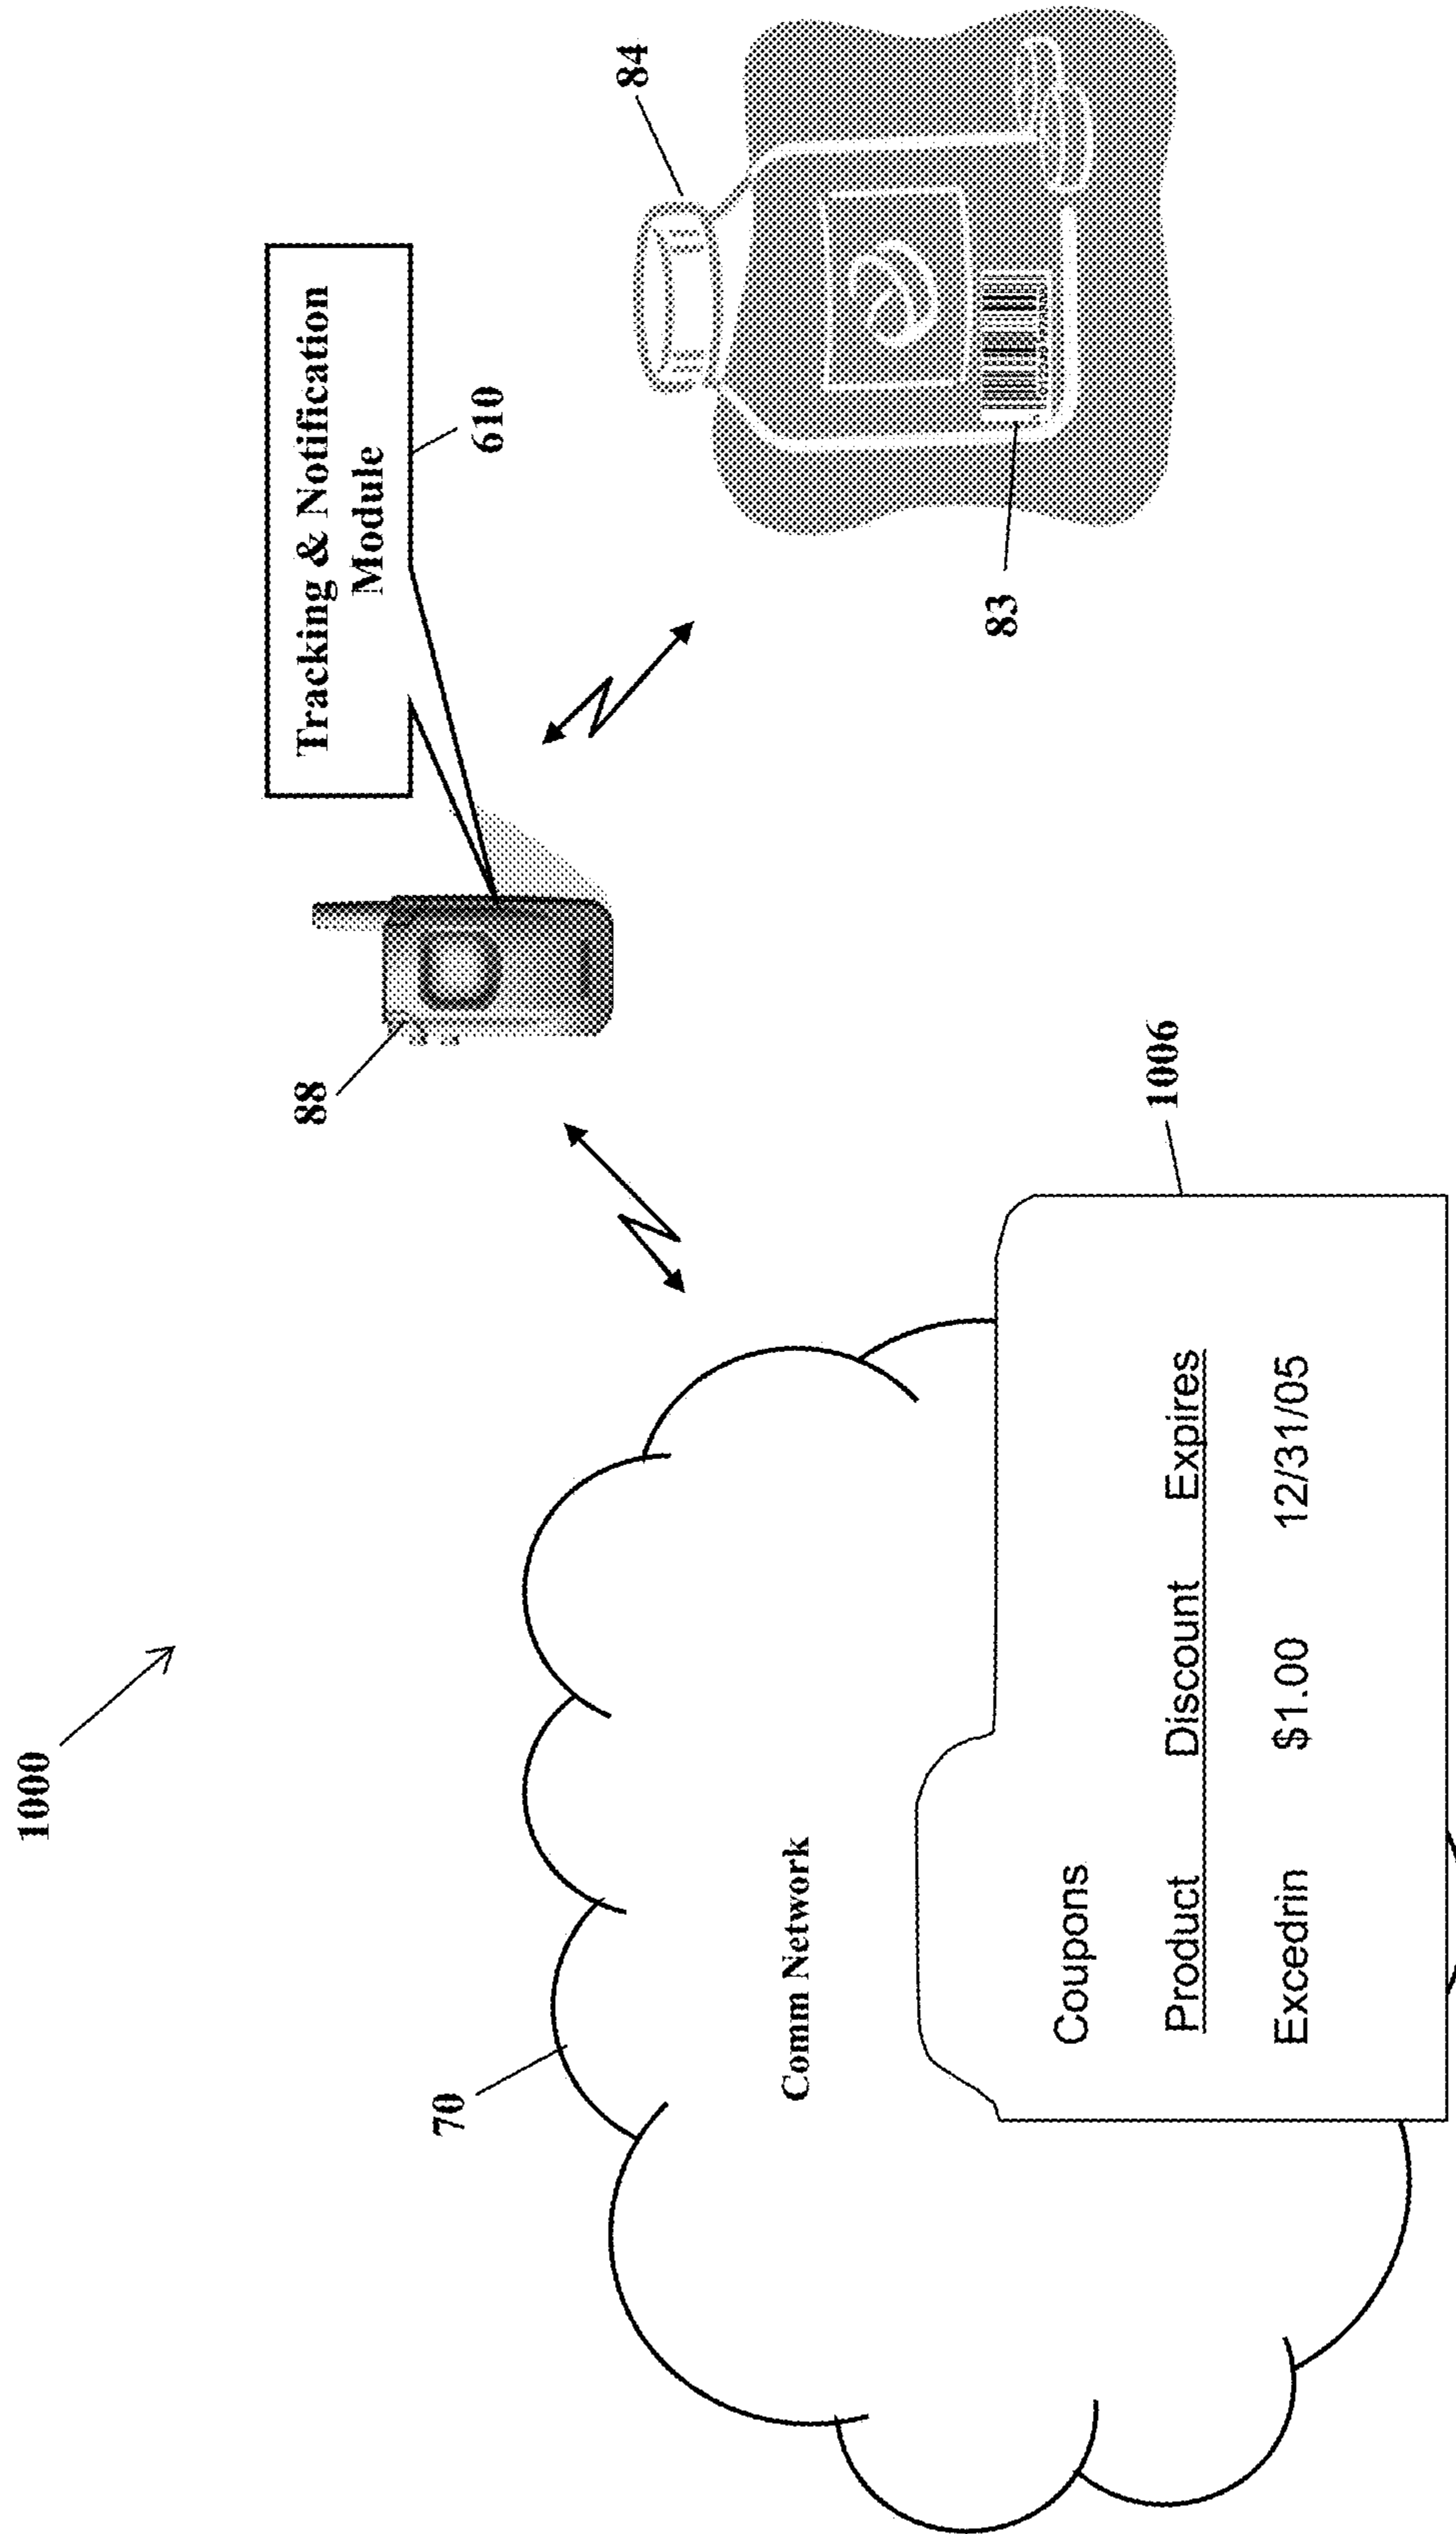 1000
Tracking & Notification
Module
610
88
84
83
70
Comm Network
1006
Coupons
Product Discount Expires
Excedrin $1.00 12/31/05